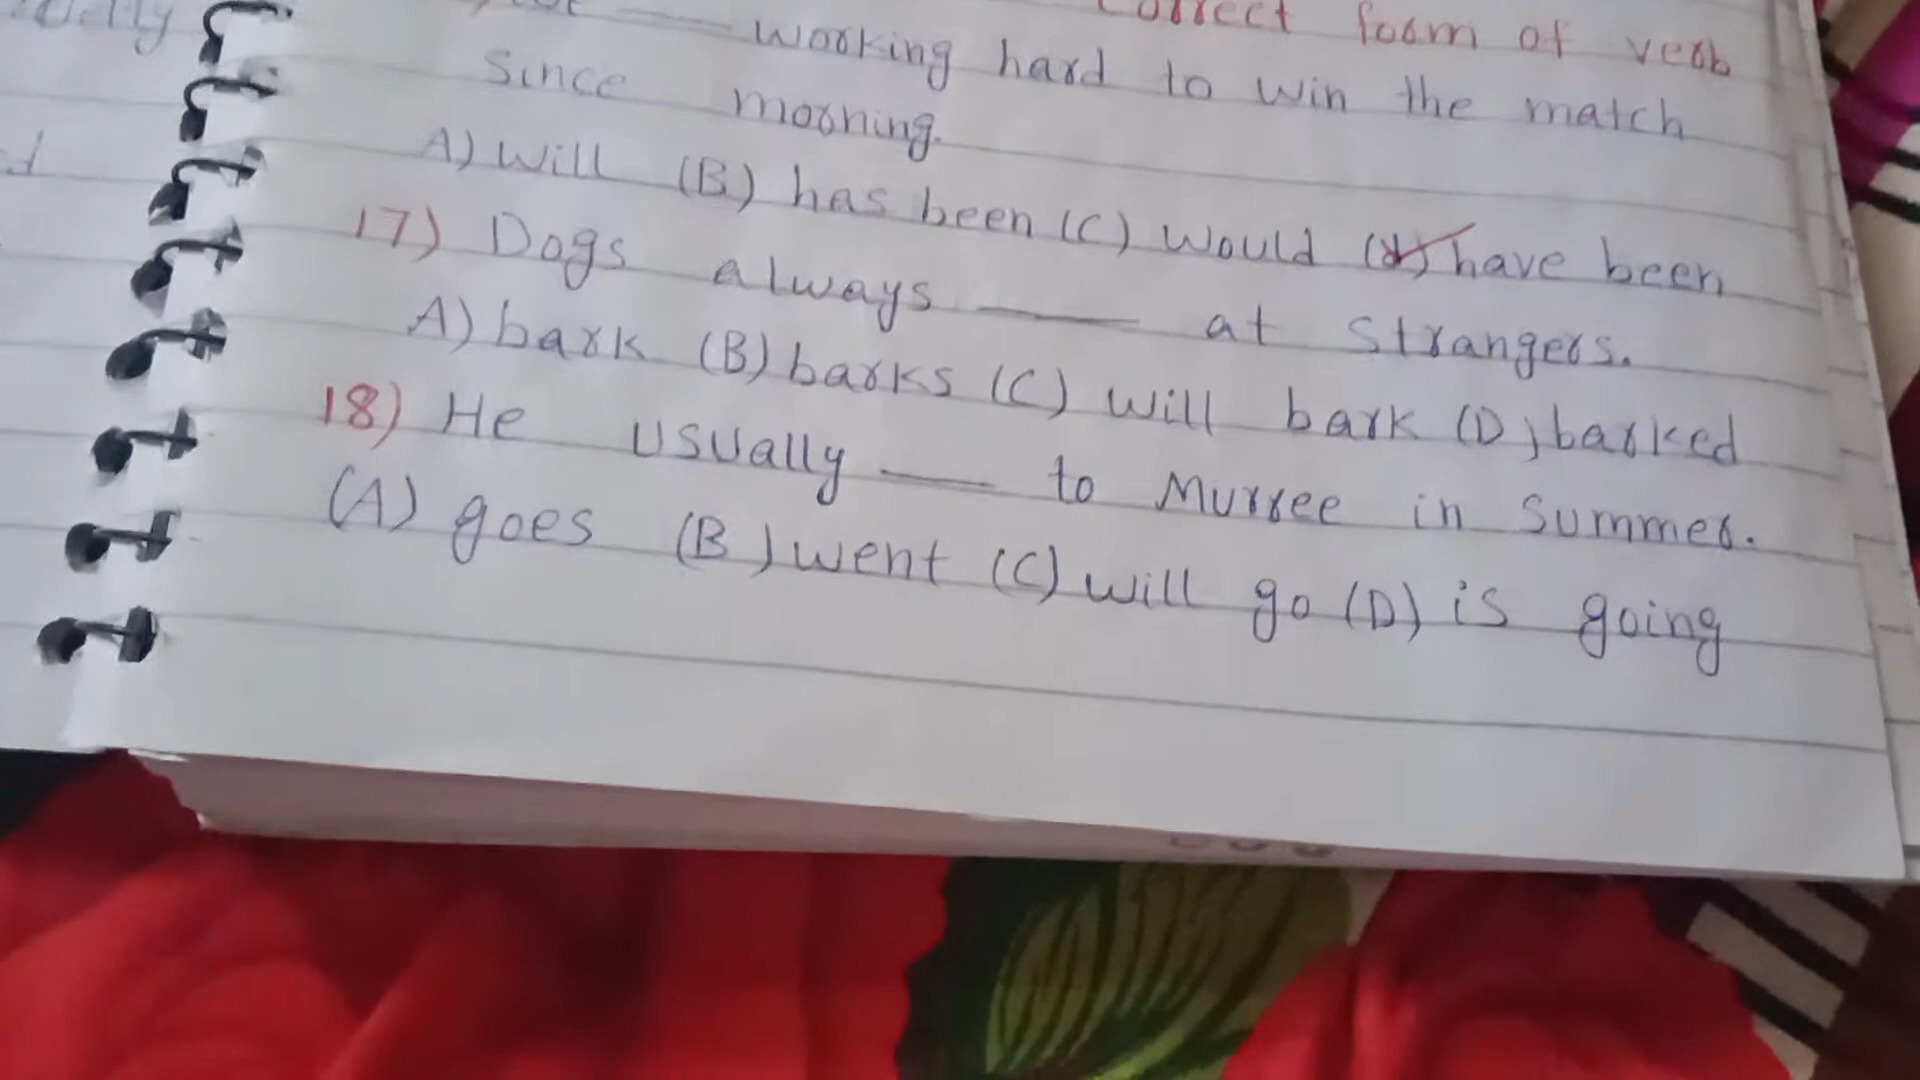 correct form of verb
working hard to win the match
since morning.
A) will (B) has been (C) would (d) have been
17) Dogs always ____ at strangers.
A) bark (B) barks (C) will bark (D) barked
18) He usually ____ to Murree in Summer.
(A) goes (B) went (C) will go (D) is going